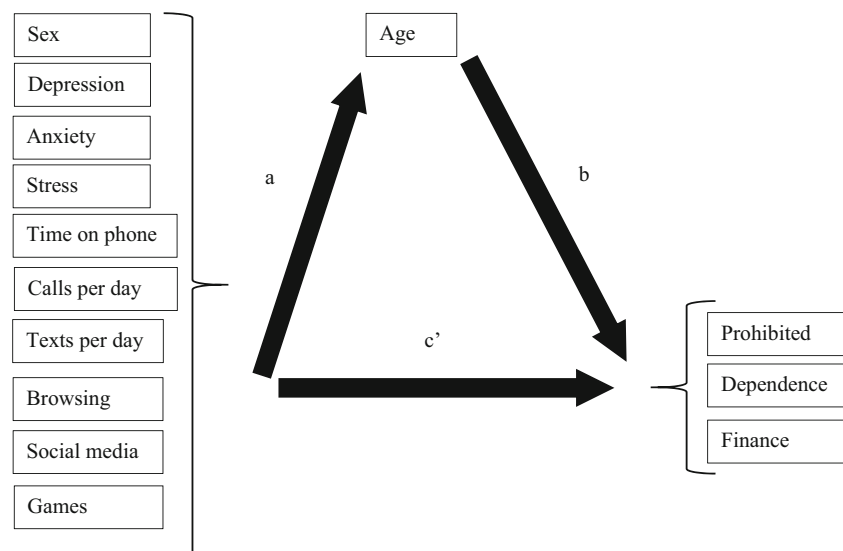 Sex
Depression
Anxiety
Stress
Time on phone
Calls per day
Texts per day
Browsing
Social media
Games
Age
a
b
c’
Prohibited
Dependence
Finance